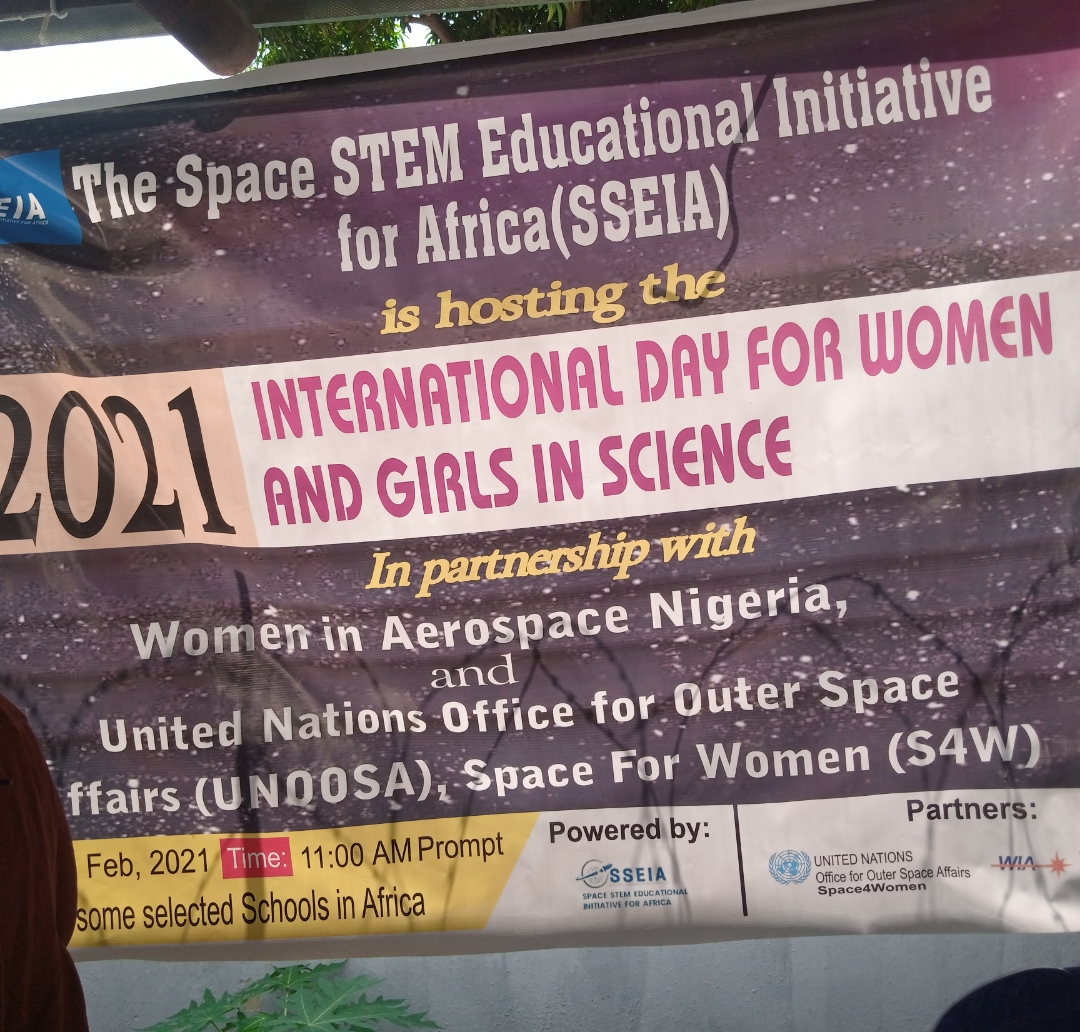 EIA
The Space STEM Educational Initiative
for Africa(SSEIA)
is hosting the
2021
INTERNATIONAL DAY FOR WOMEN
AND GIRLS IN SCIENCE
In partnership with
Women in Aerospace Nigeria,
and
United Nations Office for Outer Space
ffairs (UNOOSA), Space For Women (S4W)
Feb, 2021 Time: 11:00 AM Prompt
some selected Schools in Africa
Powered by:
SSEIA
SPACE STEM EDUCATIONAL
INITIATIVE FOR AFRICA
Partners:
UNITED NATIONS
Office for Outer Space Affairs
Space4Women
WIA